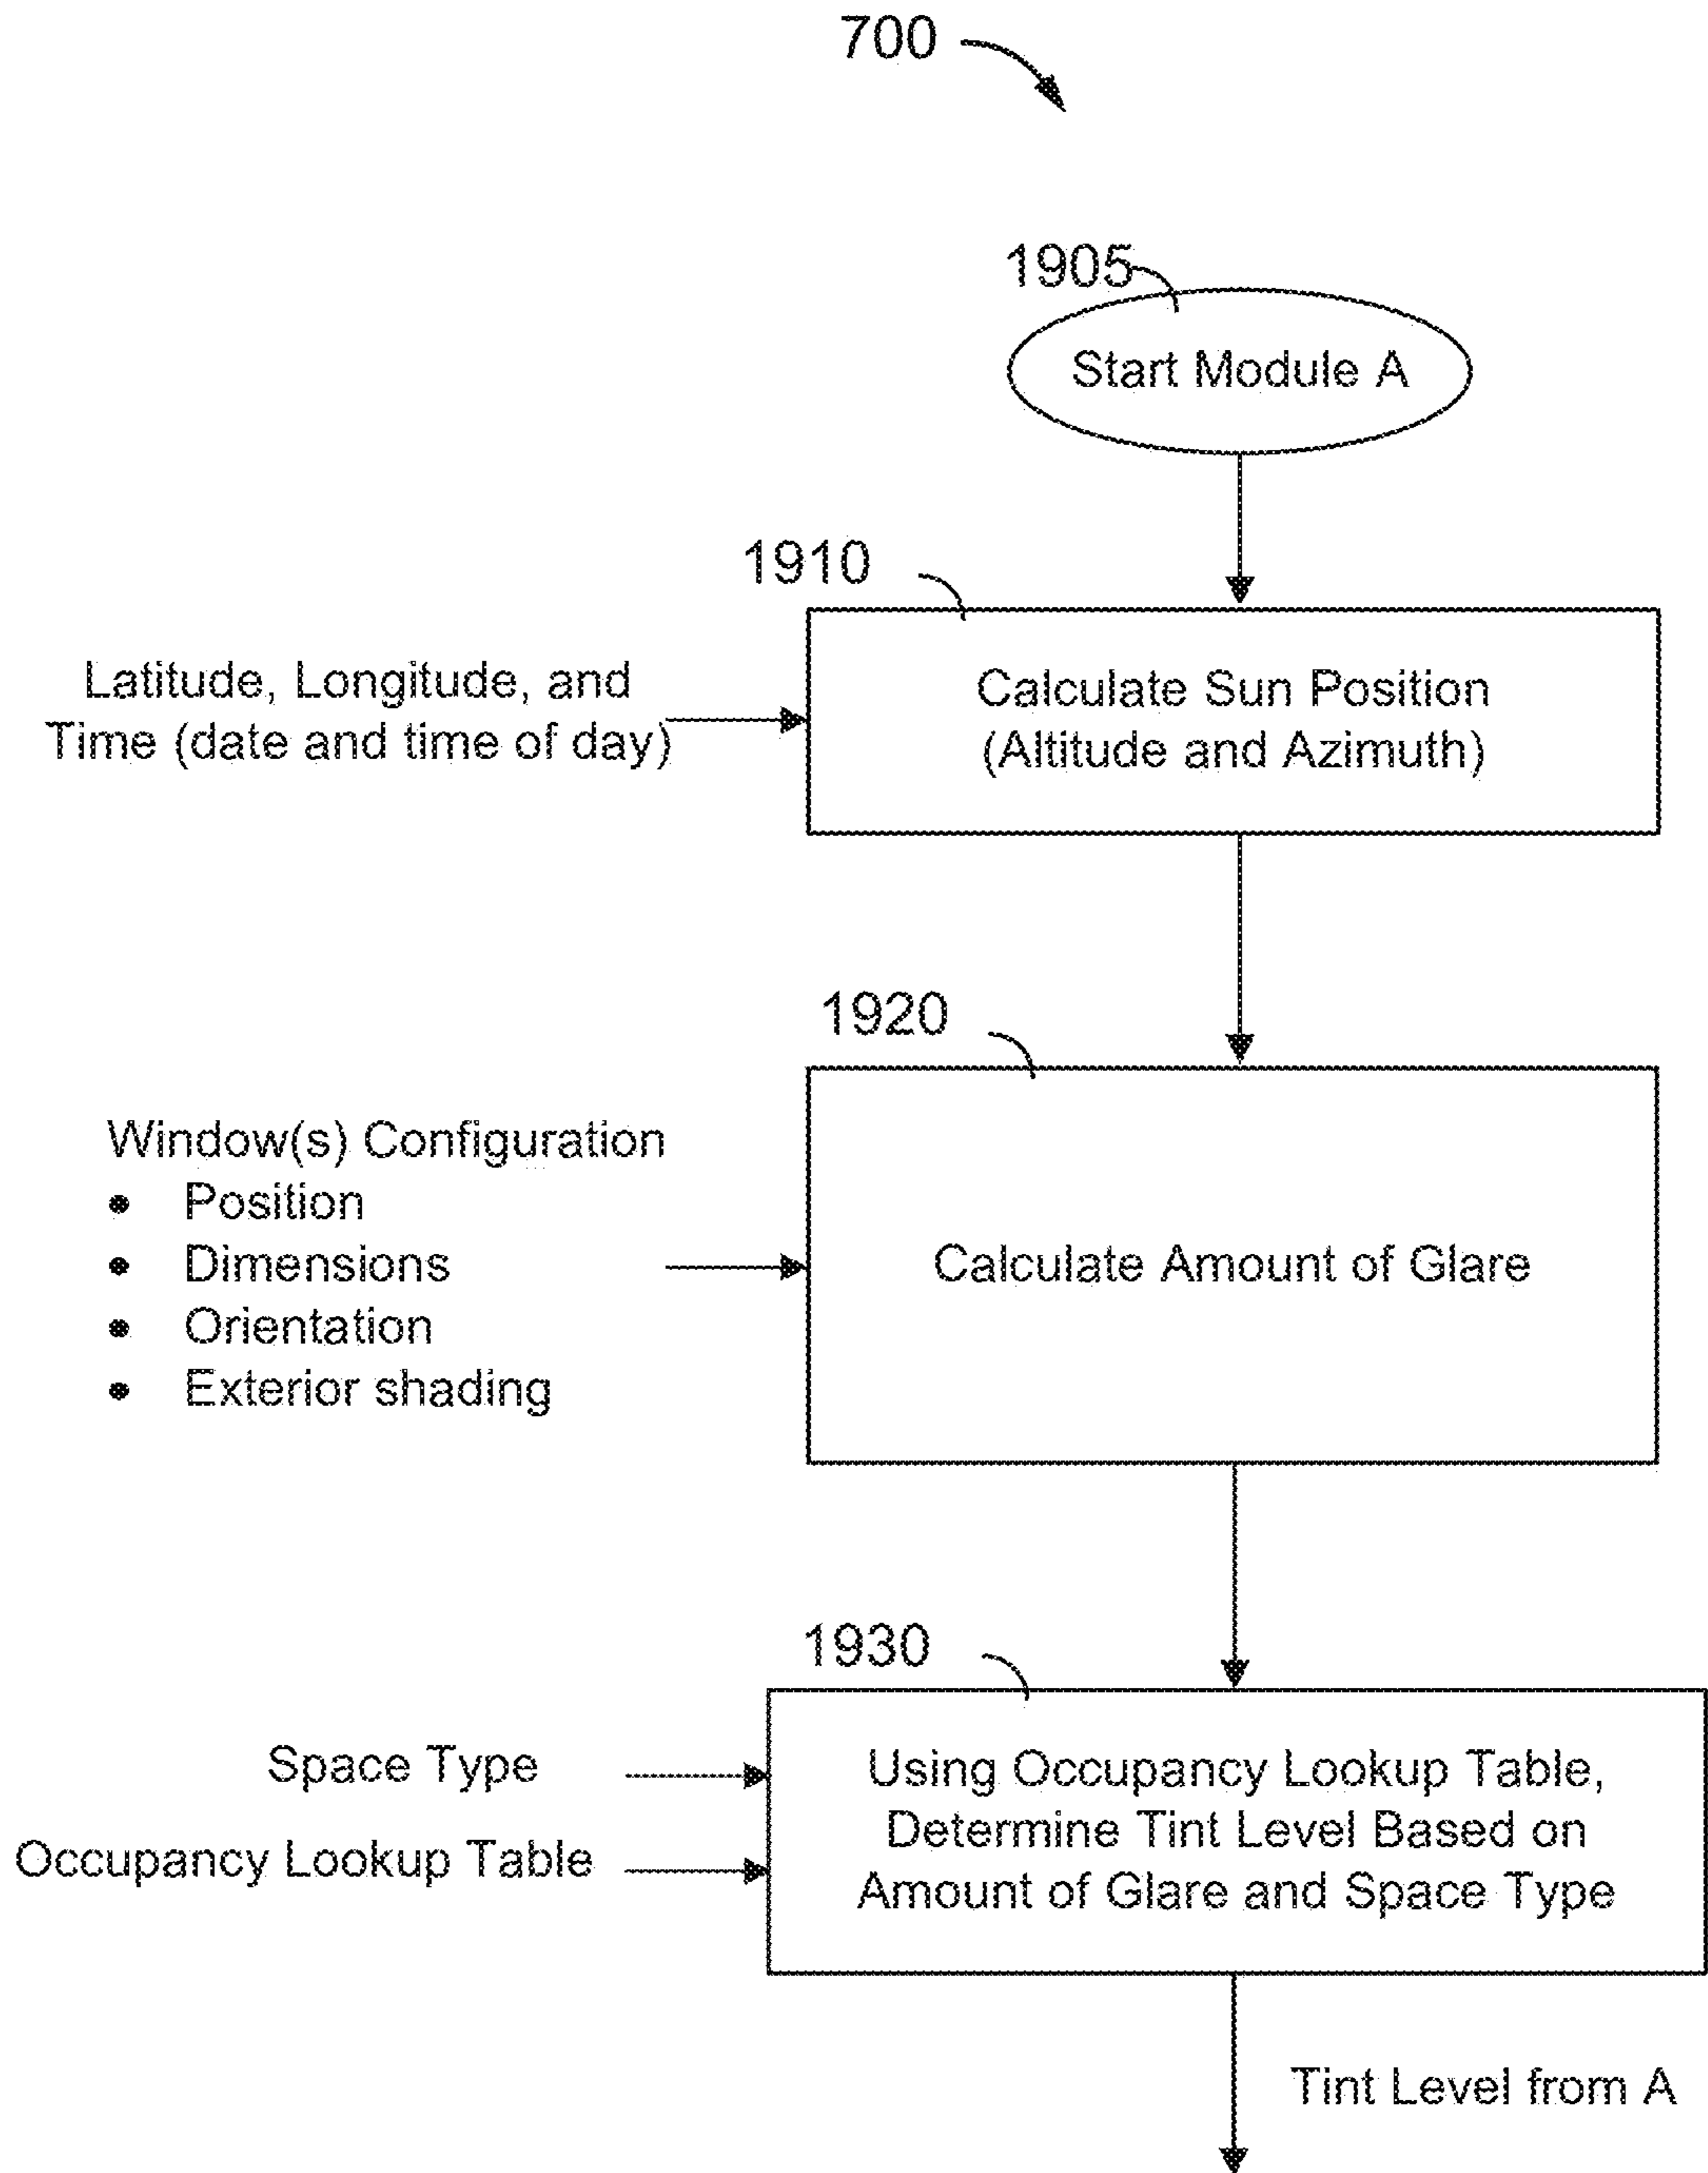 700
1905
Start Module A
1910
Latitude, Longitude, and
Time (date and time of day)
Calculate Sun Position
(Altitude and Azimuth)
1920
Window(s) Configuration
• Position
• Dimensions
• Orientation
• Exterior shading
Calculate Amount of Glare
1930
Space Type
Occupancy Lookup Table
Using Occupancy Lookup Table,
Determine Tint Level Based on
Amount of Glare and Space Type
Tint Level from A